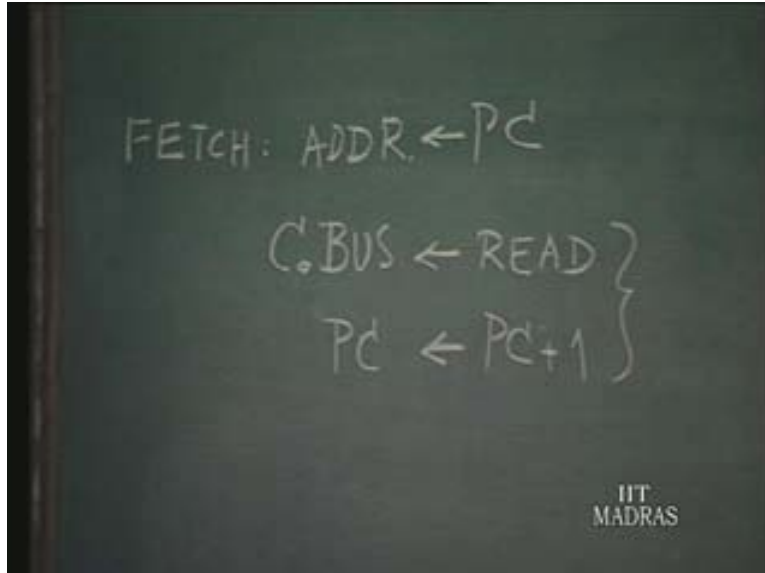 FETCH: ADDR. ← PC
C.BUS ← READ }
PC ← PC+1
IIT
MADRAS